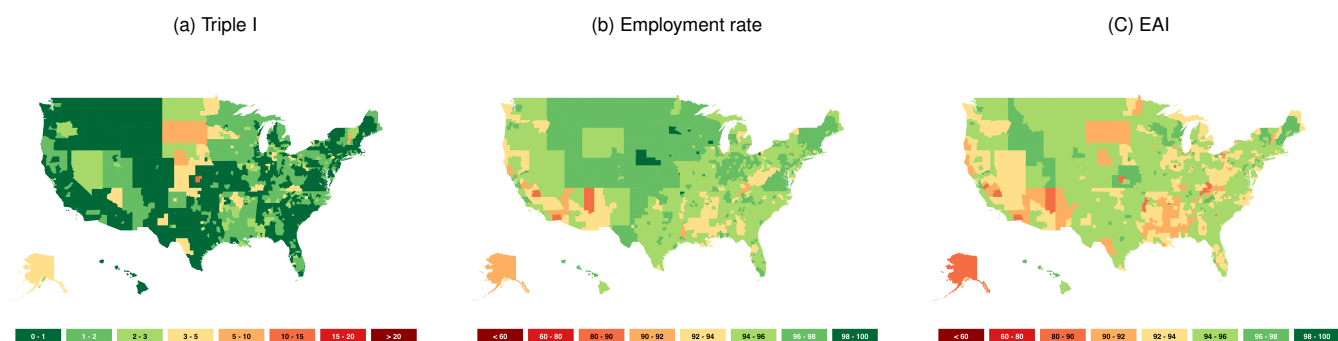 (a) Triple I
(b) Employment rate
(C) EAI
0 - 1 1 - 2 2 - 3 3 - 5 5 - 10 10 - 15 15 - 20 > 20
< 60 60 - 80 80 - 90 90 - 92 92 - 94 94 - 96 96 - 98 98 - 100
< 60 60 - 80 80 - 90 90 - 92 92 - 94 94 - 96 96 - 98 98 - 100